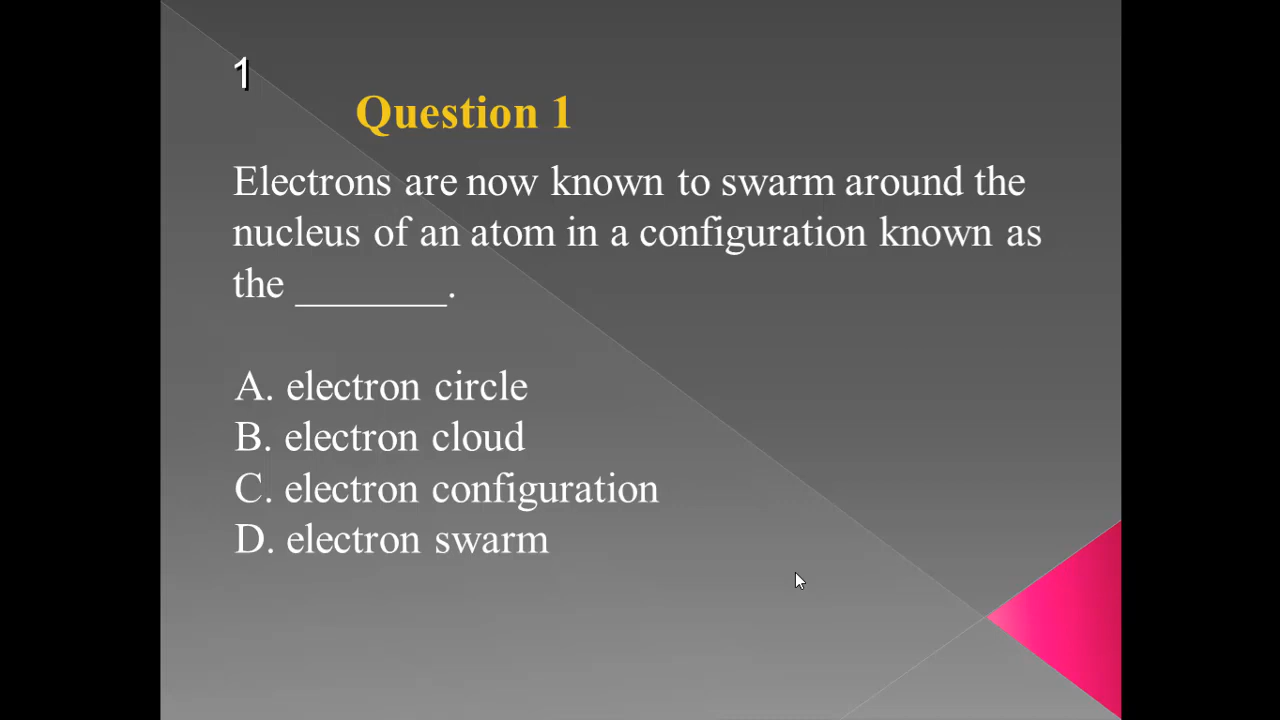 1
Question 1
Electrons are now known to swarm around the
nucleus of an atom in a configuration known as
the _______.
A. electron circle
B. electron cloud
C. electron configuration
D. electron swarm